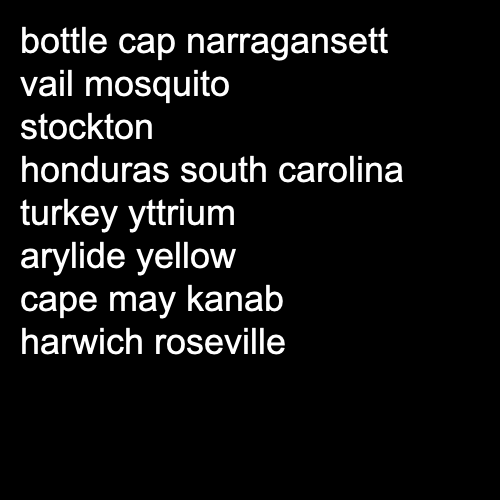 bottle cap narragansett
vail mosquito
stockton
honduras south carolina
turkey yttrium
arylide yellow
cape may kanab
harwich roseville